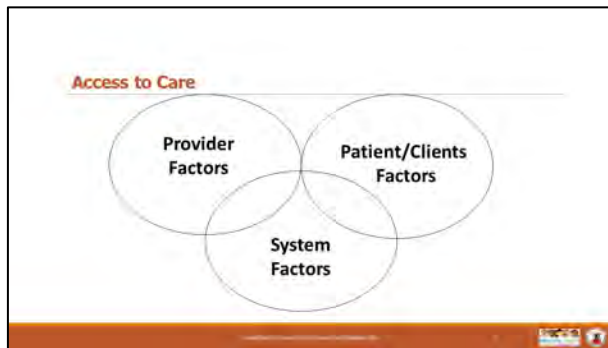 Access to Care
Provider
Factors
Patient/Clients
Factors
System
Factors